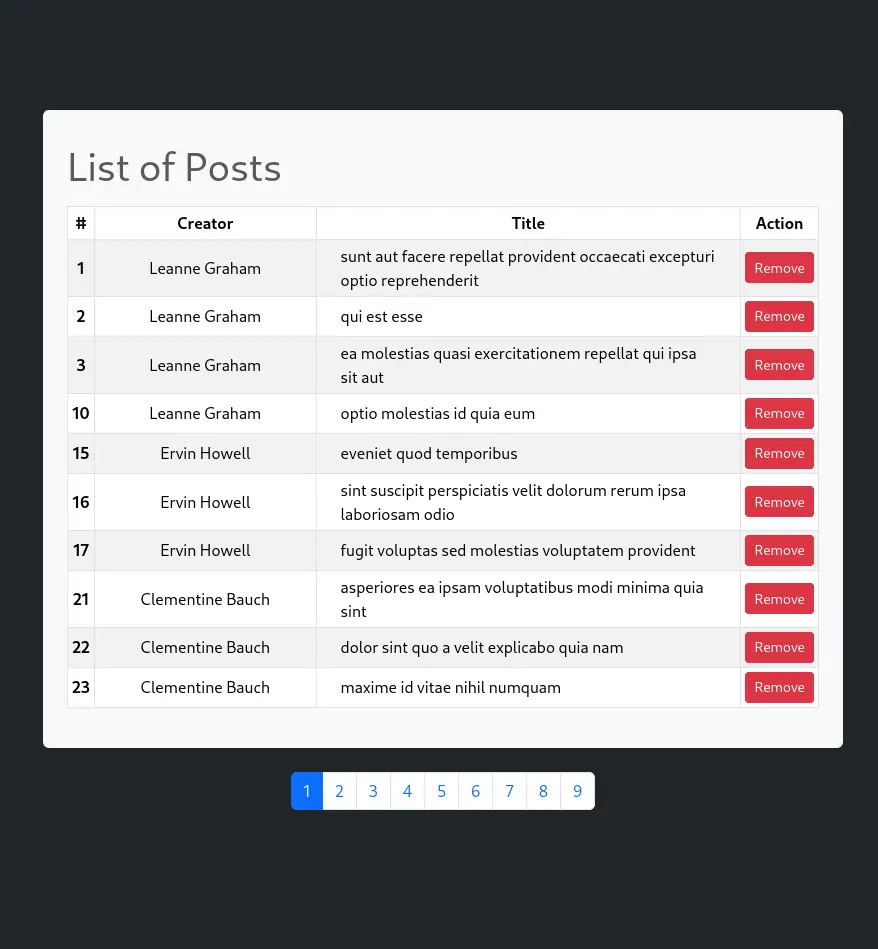 List of Posts
# Creator Title Action
1 Leanne Graham sunt aut facere repellat provident occaecati excepturi
optio reprehenderit Remove
2 Leanne Graham qui est esse Remove
3 Leanne Graham ea molestias quasi exercitationem repellat qui ipsa
sit aut Remove
10 Leanne Graham optio molestias id quia eum Remove
15 Ervin Howell eveniet quod temporibus Remove
16 Ervin Howell sint suscipit perspiciatis velit dolorum rerum ipsa
laboriosam odio Remove
17 Ervin Howell fugit voluptas sed molestias voluptatem provident Remove
21 Clementine Bauch asperiores ea ipsam voluptatibus modi minima quia
sint Remove
22 Clementine Bauch dolor sint quo a velit explicabo quia nam Remove
23 Clementine Bauch maxime id vitae nihil numquam Remove
1 2 3 4 5 6 7 8 9